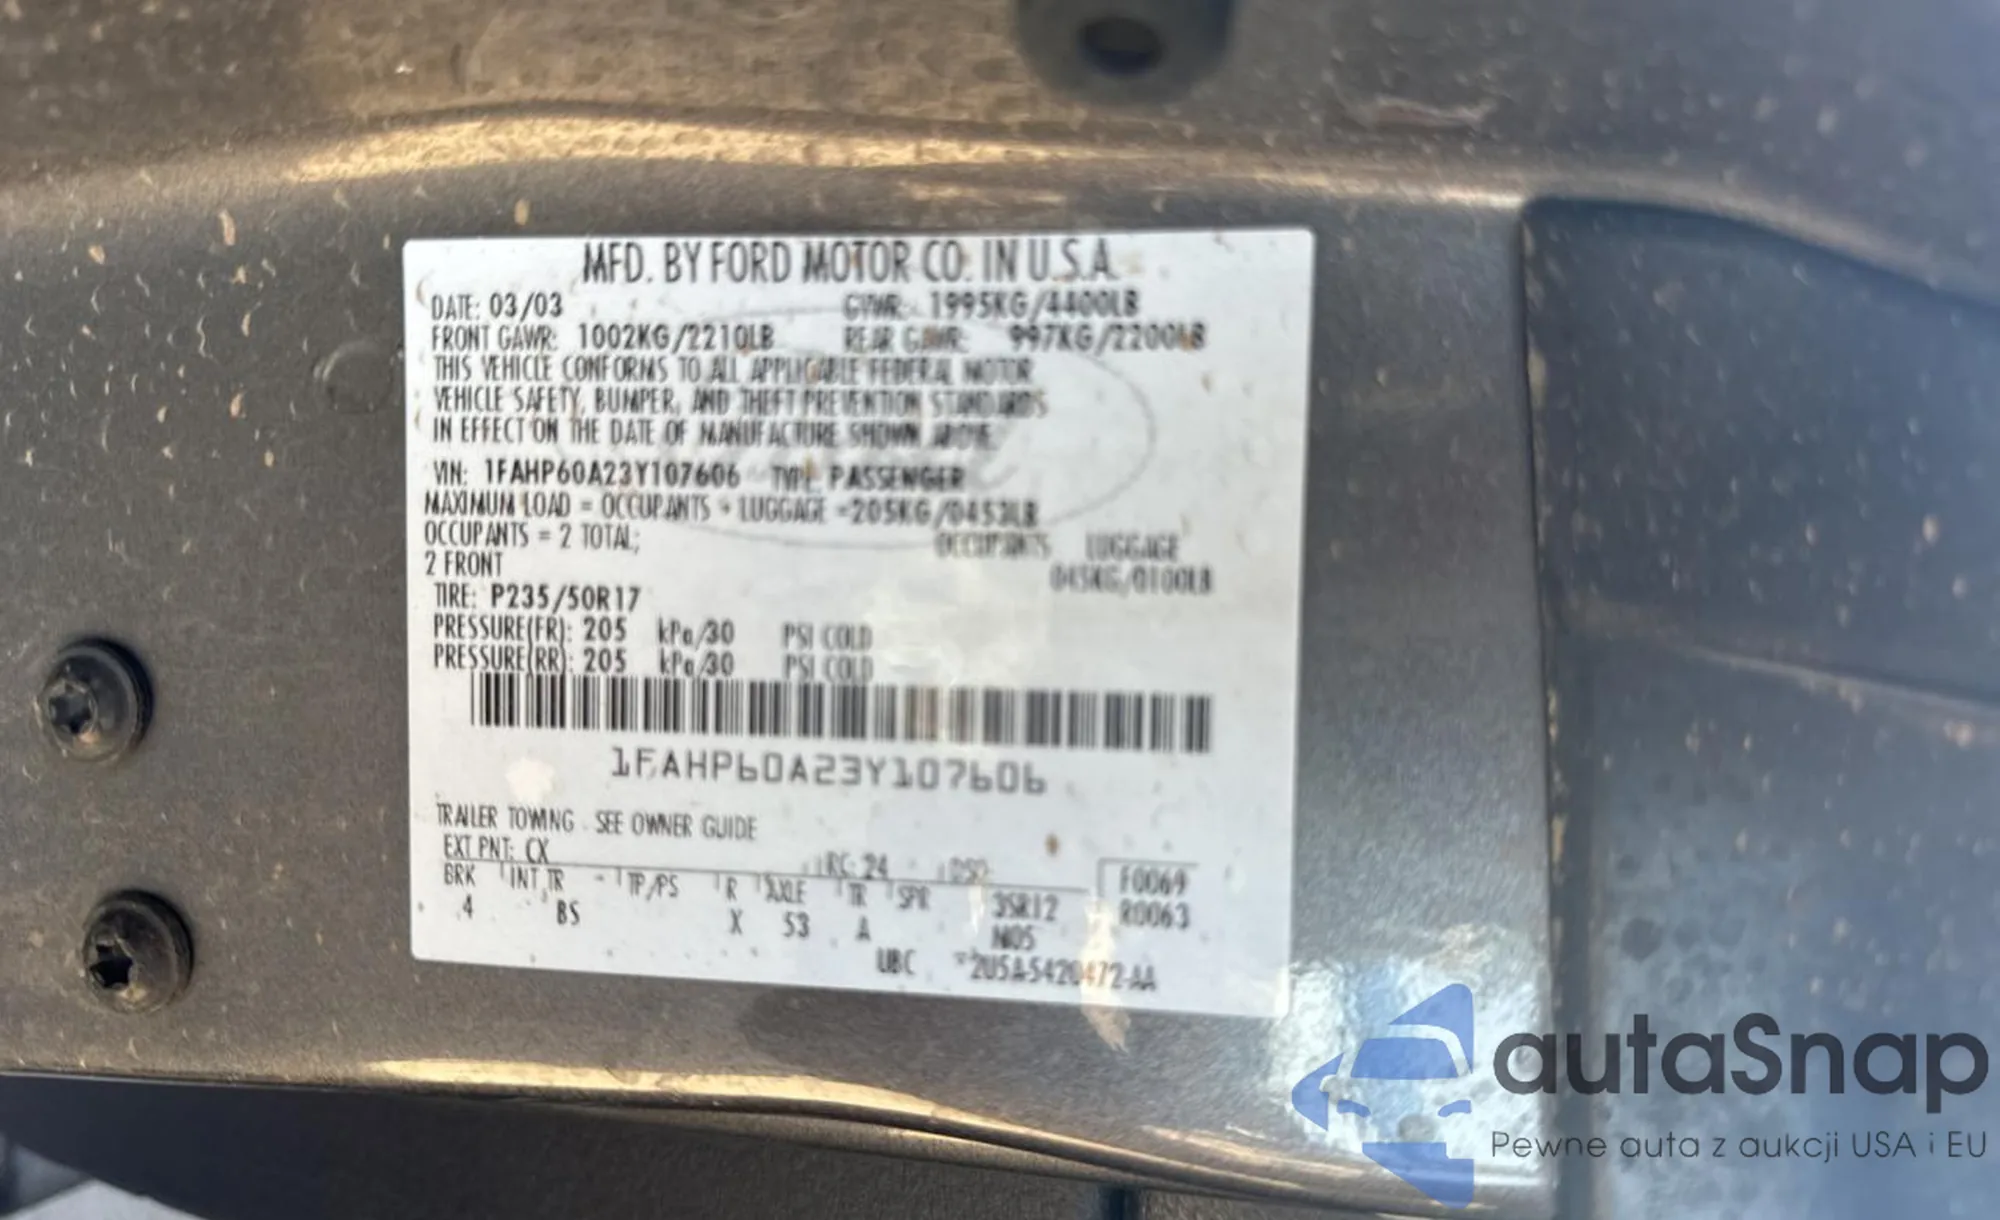 MFD. BY FORD MOTOR CO. IN U.S.A.
DATE: 03/03 GVWR: 1995KG/4400LB
FRONT GAWR: 1002KG/2210LB REAR GAWR: 997KG/2200LB
THIS VEHICLE CONFORMS TO ALL APPLICABLE FEDERAL MOTOR
VEHICLE SAFETY, BUMPER, AND THEFT PREVENTION STANDARDS
IN EFFECT ON THE DATE OF MANUFACTURE SHOWN ABOVE.
VIN: 1FAHP60A23Y107606 TYPE: PASSENGER
MAXIMUM LOAD = OCCUPANTS + LUGGAGE =205KG/0453LB
OCCUPANTS = 2 TOTAL; OCCUPANTS LUGGAGE
2 FRONT 045KG/0100LB
TIRE: P235/50R17
PRESSURE(FR): 205 kPa/30 PSI COLD
PRESSURE(RR): 205 kPa/30 PSI COLD
1FAHP60A23Y107606
TRAILER TOWING - SEE OWNER GUIDE
EXT PNT: CX RC: 24 DSO:
BRK INT TR TP/PS R AXLE TR SPR F0069
4 BS X 53 A 3SR12 R0063
N05
UBC 2U5A-5420472-AA
autaSnap
Pewne auta z aukcji USA i EU